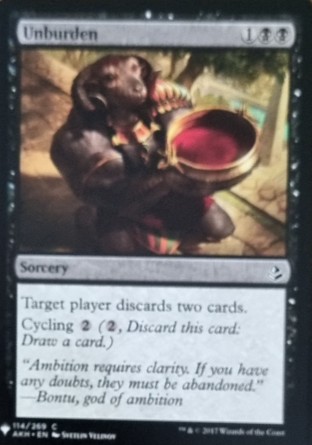 Unburden 1
Sorcery
Target player discards two cards.
Cycling 2 (2, Discard this card:
Draw a card.)
"Ambition requires clarity. If you have
any doubts, they must be abandoned."
—Bontu, god of ambition
114/269 C
AKH • EN Svetlin Velinov
™ & © 2017 Wizards of the Coast